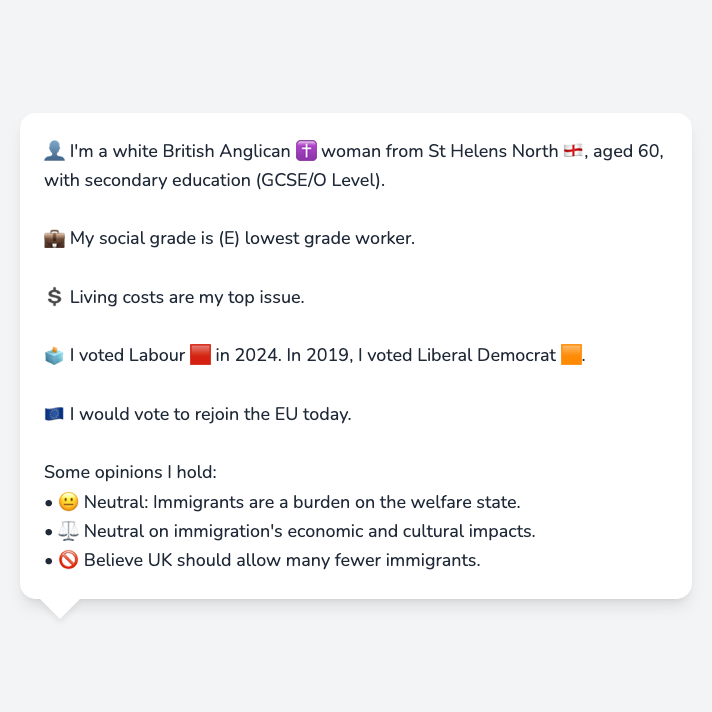 👤 I'm a white British Anglican ✝️ woman from St Helens North 🏴󠁧󠁢󠁥󠁮󠁧󠁿, aged 60,
with secondary education (GCSE/O Level).
💼 My social grade is (E) lowest grade worker.
💲 Living costs are my top issue.
🗳️ I voted Labour 🟥 in 2024. In 2019, I voted Liberal Democrat 🟧.
🇪🇺 I would vote to rejoin the EU today.
Some opinions I hold:
• 😐 Neutral: Immigrants are a burden on the welfare state.
• ⚖️ Neutral on immigration's economic and cultural impacts.
• 🚫 Believe UK should allow many fewer immigrants.